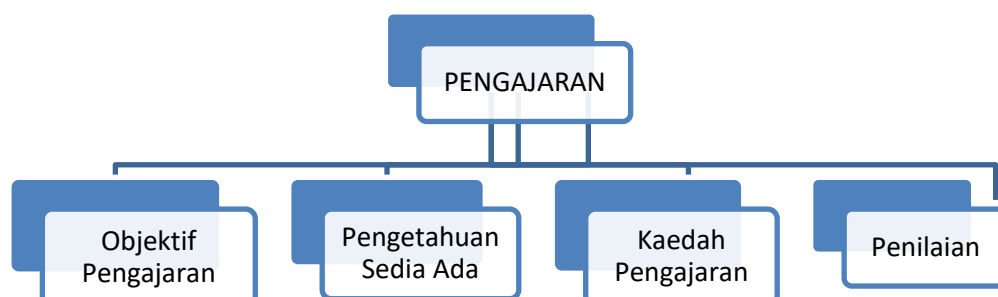 PENGAJARAN
Objektif
Pengajaran
Pengetahuan
Sedia Ada
Kaedah
Pengajaran
Penilaian